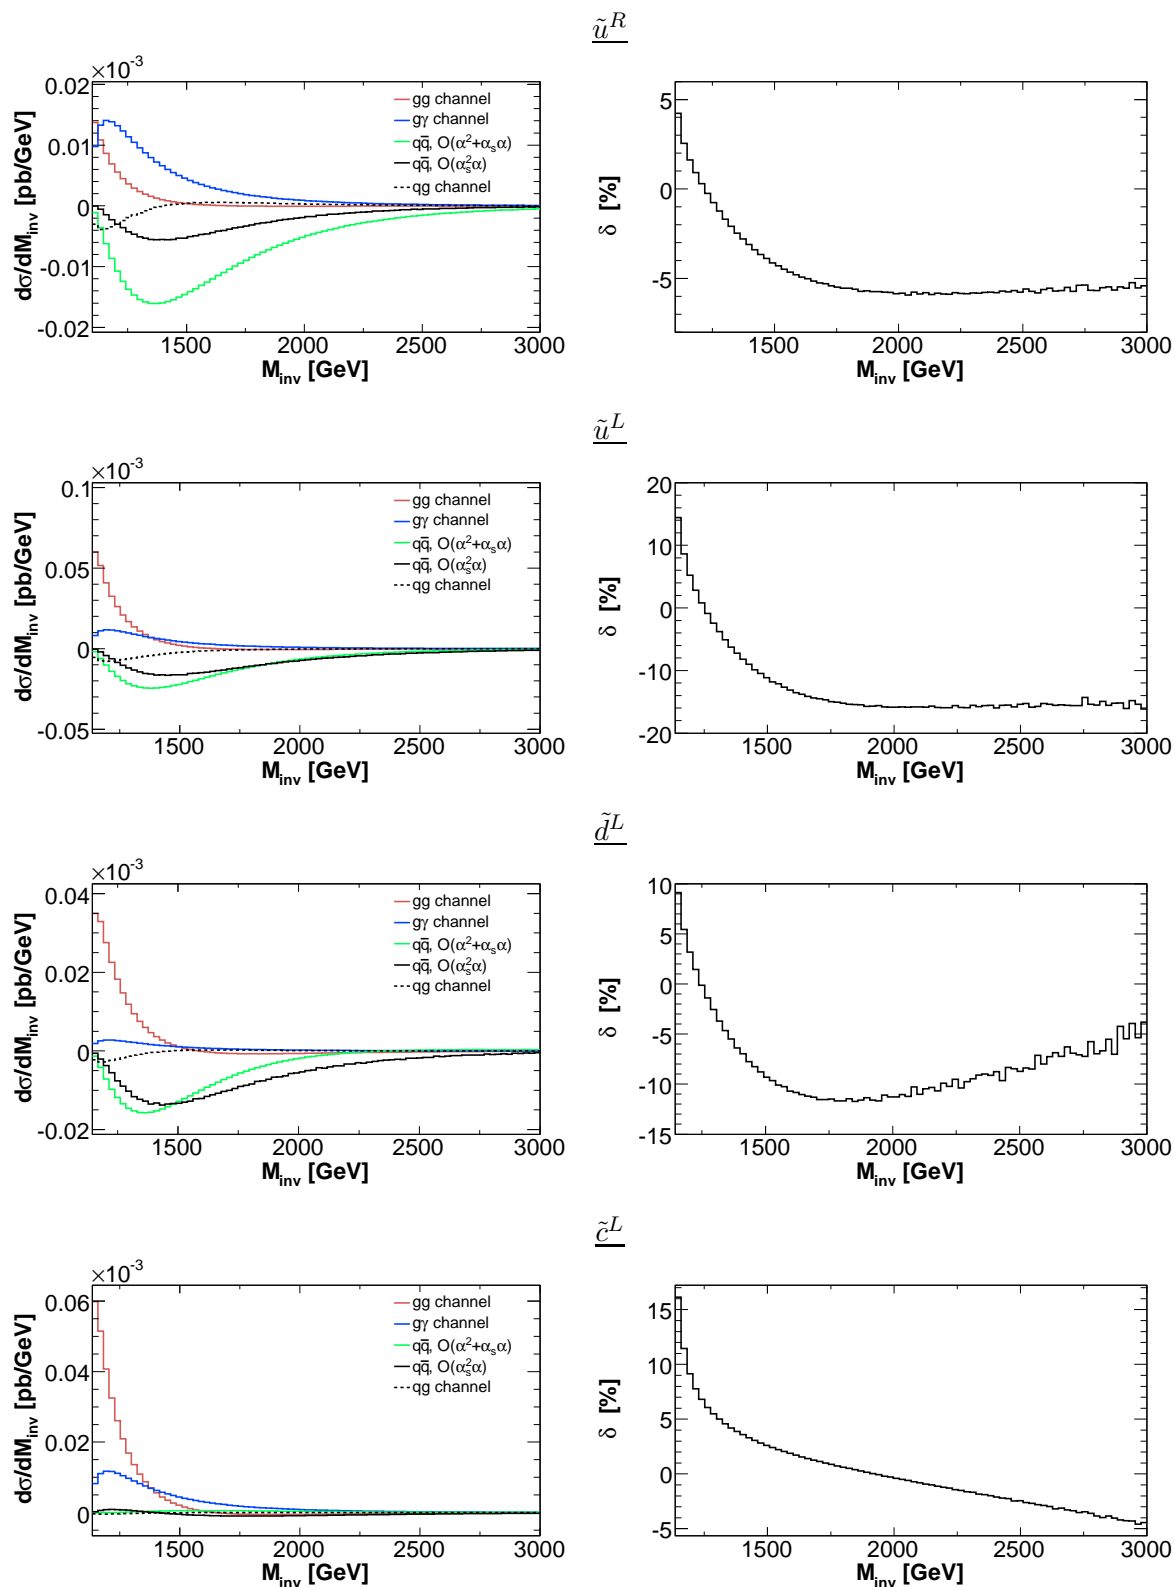 ũ^R
×10⁻³
0.02
0.01
0
-0.01
-0.02
dσ/dM_inv [pb/GeV]
gg channel
gγ channel
qq̅, O(α²+α_sα)
qq̅, O(α_s²α)
qg channel
1500 2000 2500 3000
M_inv [GeV]
5
0
-5
δ [%]
1500 2000 2500 3000
M_inv [GeV]
ũ^L
×10⁻³
0.1
0.05
0
-0.05
dσ/dM_inv [pb/GeV]
gg channel
gγ channel
qq̅, O(α²+α_sα)
qq̅, O(α_s²α)
qg channel
1500 2000 2500 3000
M_inv [GeV]
20
15
10
5
0
-5
-10
-15
-20
δ [%]
1500 2000 2500 3000
M_inv [GeV]
d̃^L
×10⁻³
0.04
0.02
0
-0.02
dσ/dM_inv [pb/GeV]
gg channel
gγ channel
qq̅, O(α²+α_sα)
qq̅, O(α_s²α)
qg channel
1500 2000 2500 3000
M_inv [GeV]
10
5
0
-5
-10
-15
δ [%]
1500 2000 2500 3000
M_inv [GeV]
c̃^L
×10⁻³
0.06
0.04
0.02
0
dσ/dM_inv [pb/GeV]
gg channel
gγ channel
qq̅, O(α²+α_sα)
qq̅, O(α_s²α)
qg channel
1500 2000 2500 3000
M_inv [GeV]
15
10
5
0
-5
δ [%]
1500 2000 2500 3000
M_inv [GeV]